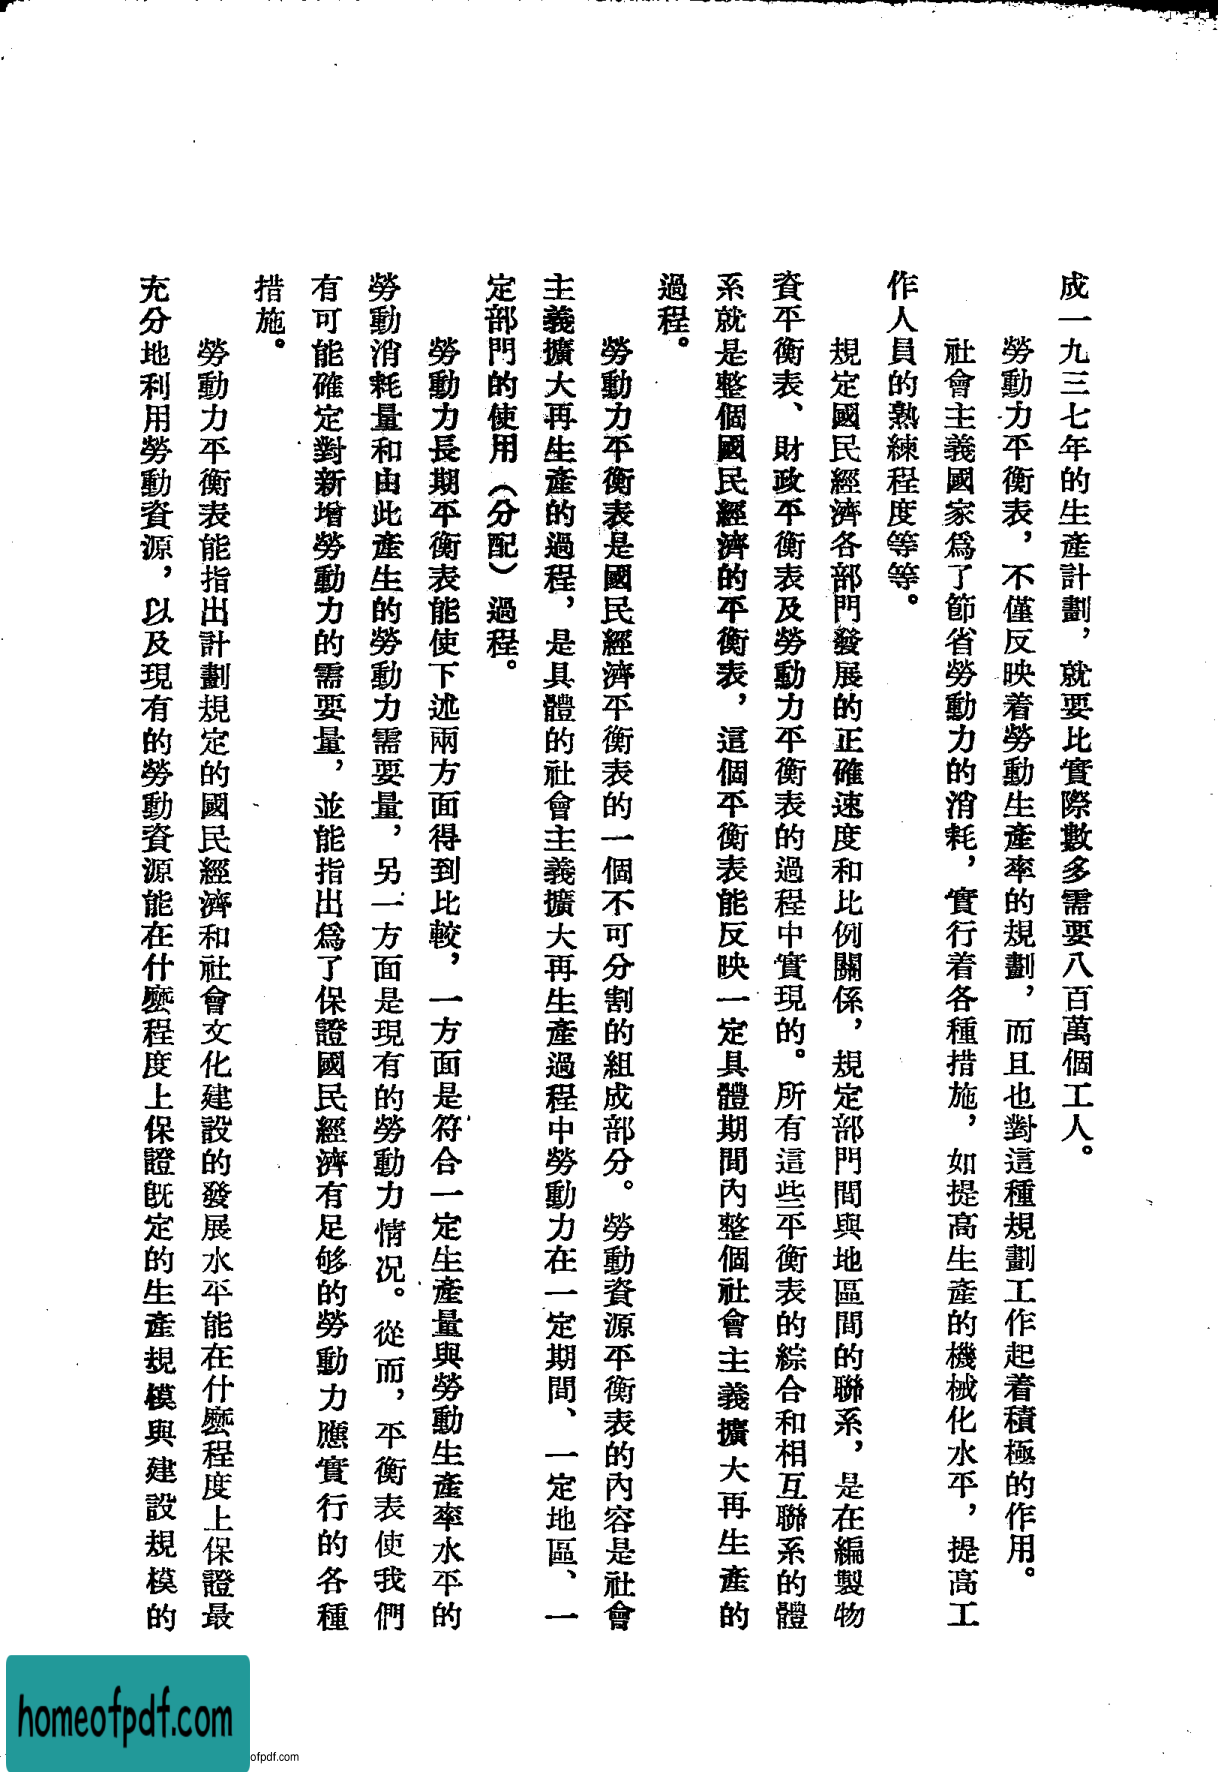 成一九三七年的生產計劃，就要比實際數多需要八百萬個工人。
勞動力平衡表，不僅反映着勞動生產率的規劃，而且也對這種規劃工作起着積極的作用。
社會主義國家爲了節省勞動力的消耗，實行着各種措施，如提高生產的機械化水平，提高工
作人員的熟練程度等等。
規定國民經濟各部門發展的正確速度和比例關係，規定部門間與地區間的聯系，是在編製物
資平衡表、財政平衡表及勞動力平衡表的過程中實現的。所有這些平衡表的綜合和相互聯系的體
系就是整個國民經濟的平衡表，這個平衡表能反映一定具體期間內整個社會主義擴大再生產的
過程。
勞動力平衡表是國民經濟平衡表的一個不可分割的組成部分。勞動資源平衡表的內容是社會
主義擴大再生產的過程，是具體的社會主義擴大再生產過程中勞動力在一定期間、一定地區、一
定部門的使用（分配）過程。
勞動力長期平衡表能使下述兩方面得到比較，一方面是符合一定生產量與勞動生產率水平的
勞動消耗量和由此產生的勞動力需要量，另一方面是現有的勞動力情况。從而，平衡表使我們
有可能確定對新增勞動力的需要量，並能指出爲了保證國民經濟有足够的勞動力應實行的各種
措施。
勞動力平衡表能指出計劃規定的國民經濟和社會文化建設的發展水平能在什麽程度上保證最
充分地利用勞動資源，以及現有的勞動資源能在什麽程度上保證旣定的生產規模與建設規模的
homeofpdf.com
ofpdf.com